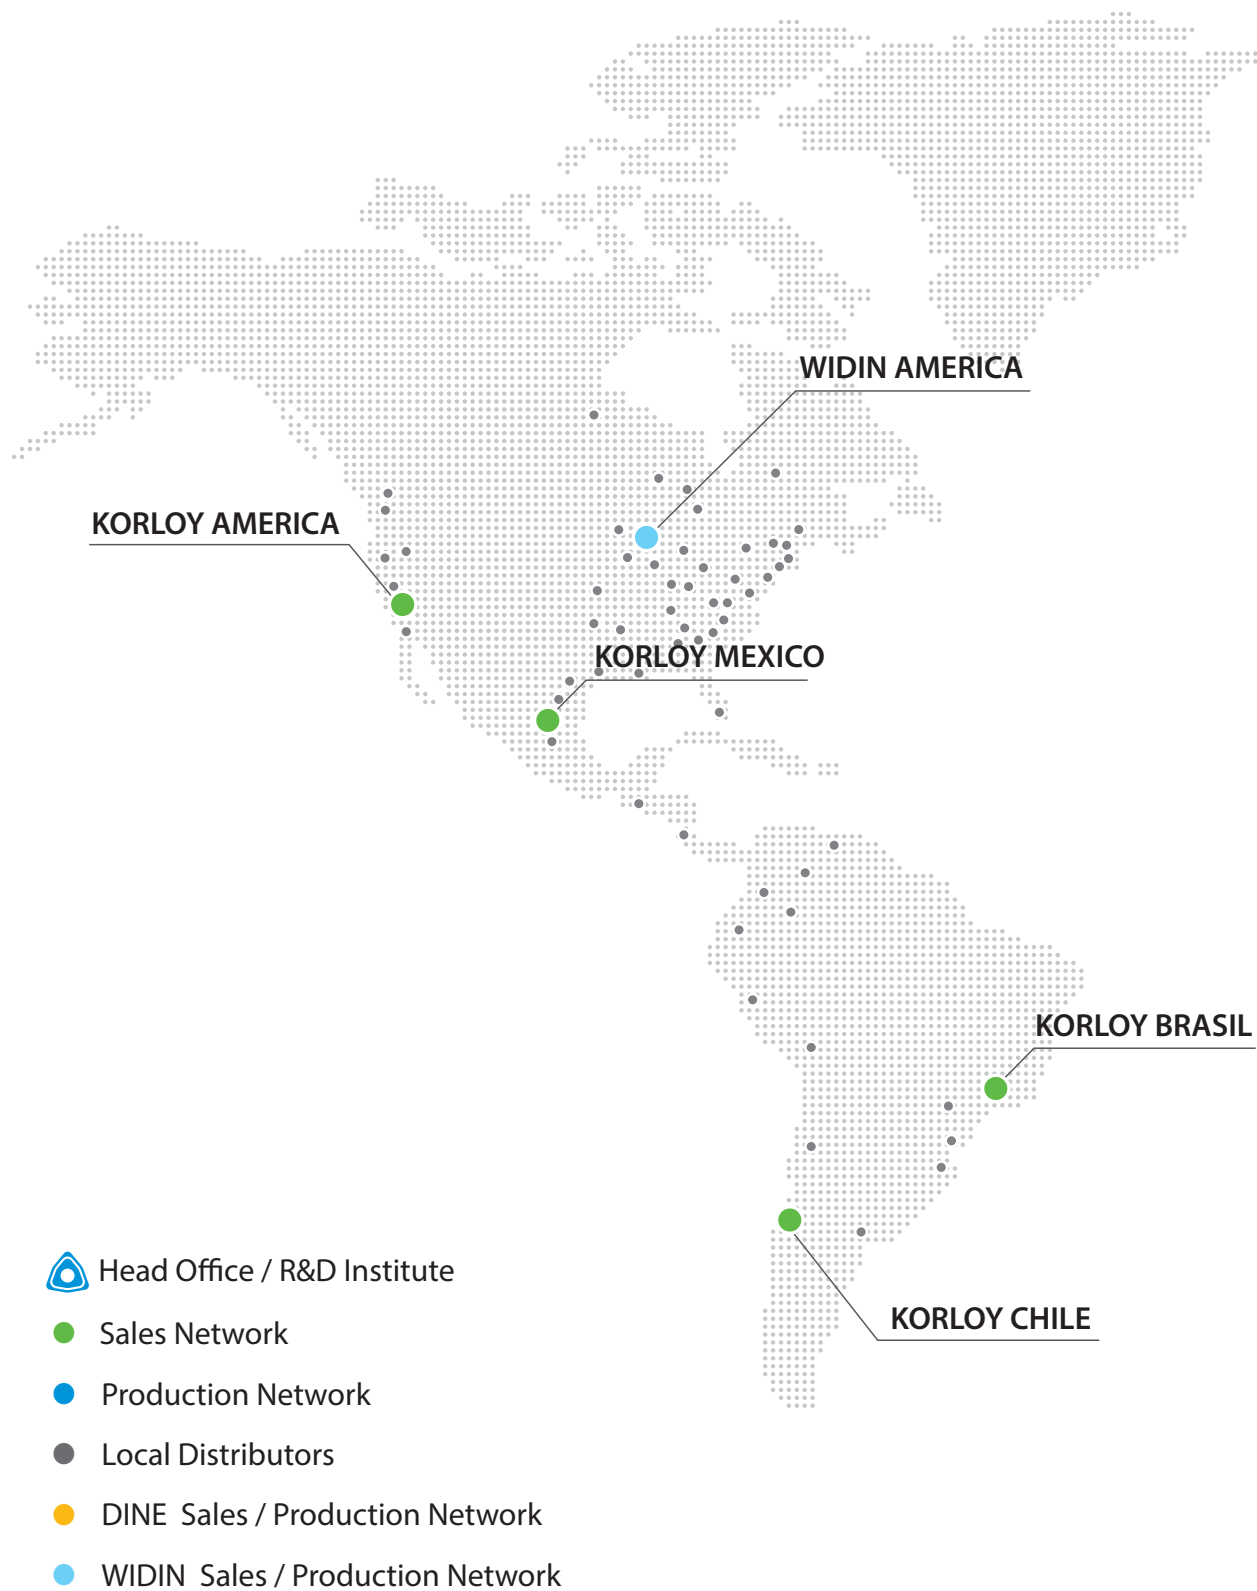 WIDIN AMERICA
KORLOY AMERICA
KORLOY MEXICO
KORLOY BRASIL
KORLOY CHILE
Head Office / R&D Institute
Sales Network
Production Network
Local Distributors
DINE  Sales / Production Network
WIDIN  Sales / Production Network